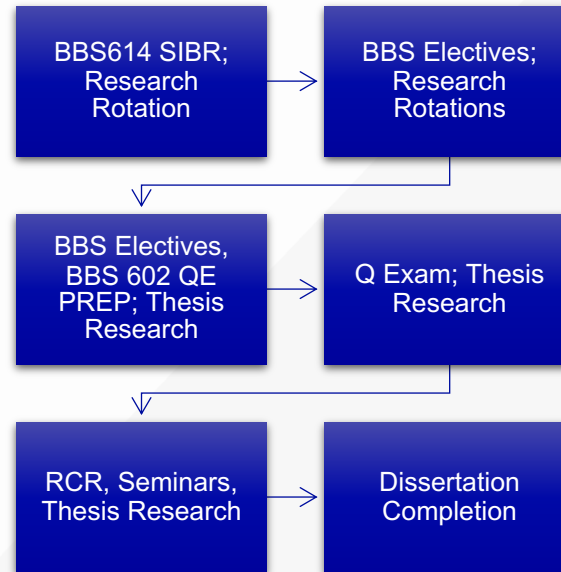 BBS614 SIBR;
Research
Rotation
BBS Electives;
Research
Rotations
BBS Electives,
BBS 602 QE
PREP; Thesis
Research
Q Exam; Thesis
Research
RCR, Seminars,
Thesis Research
Dissertation
Completion